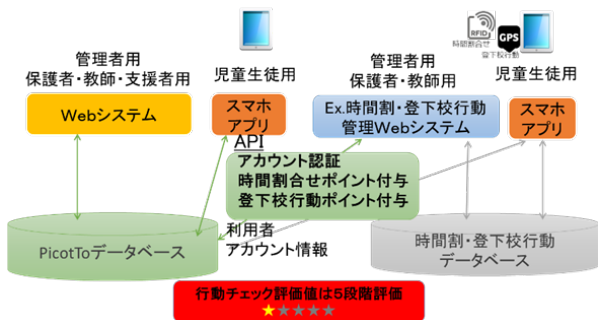 RFID
GPS
時間割合せ
登下校行動
管理者用
保護者・教師・支援者用
児童生徒用
管理者用
保護者・教師用
児童生徒用
Webシステム
スマホ
アプリ
Ex.時間割・登下校行動
管理Webシステム
スマホ
アプリ
API
アカウント認証
時間割合せポイント付与
登下校行動ポイント付与
利用者
アカウント情報
PicotToデータベース
時間割・登下校行動
データベース
行動チェック評価値は5段階評価
★★★★★